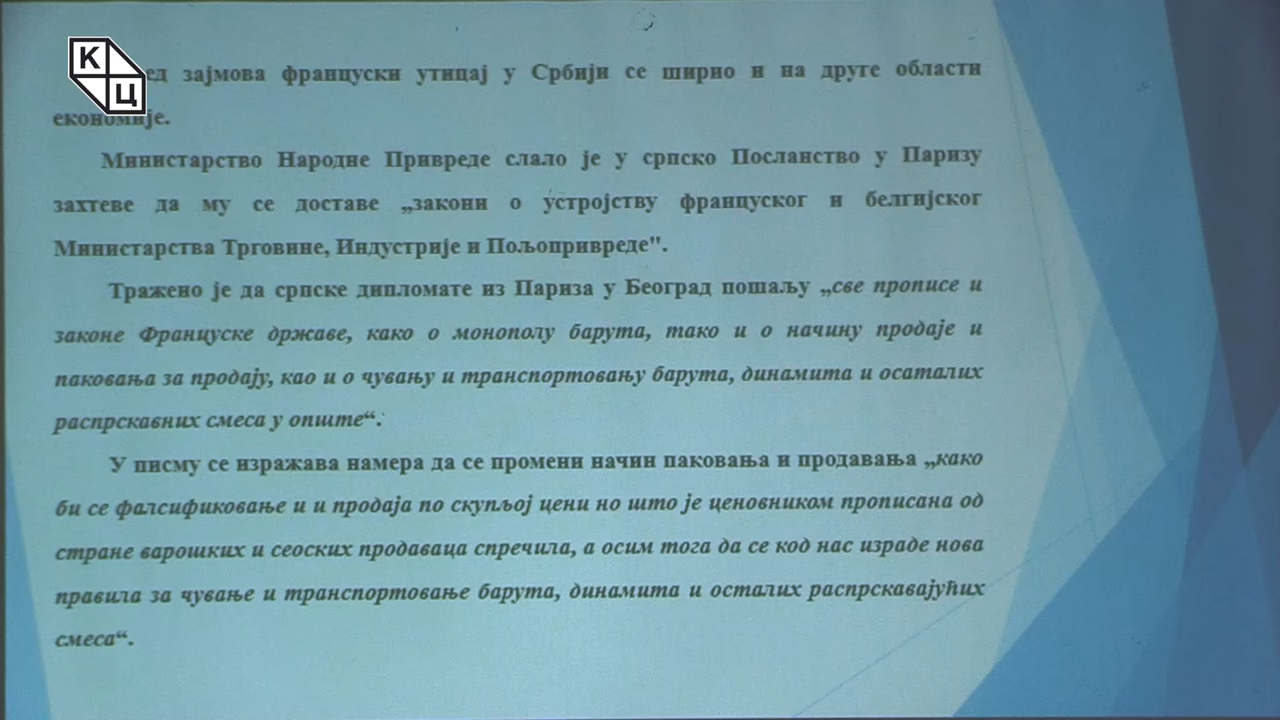 К
Ц
зајмова француски утицај у Србији се ширио и на друге области
економије.
Министарство Народне Привреде слало је у српско Посланство у Паризу
захтеве да му се доставе „закони о устројству француског и белгијског
Министарства Трговине, Индустрије и Пољопривреде".
Тражено је да српске дипломате из Париза у Београд пошаљу „све прописе и
законе Француске државе, како о монополу барута, тако и о начину продаје и
паковања за продају, као и о чувању и транспортовању барута, динамита и осаталих
распрскавних смеса у опште“.
У писму се изражава намера да се промени начин паковања и продавања „како
би се фалсификовање и и продаја по скупљој цени но што је ценовником прописана од
стране варошких и сеоских продаваца спречила, а осим тога да се код нас израде нова
правила за чување и транспортовање барута, динамита и осталих распрскавајућих
смеса“.